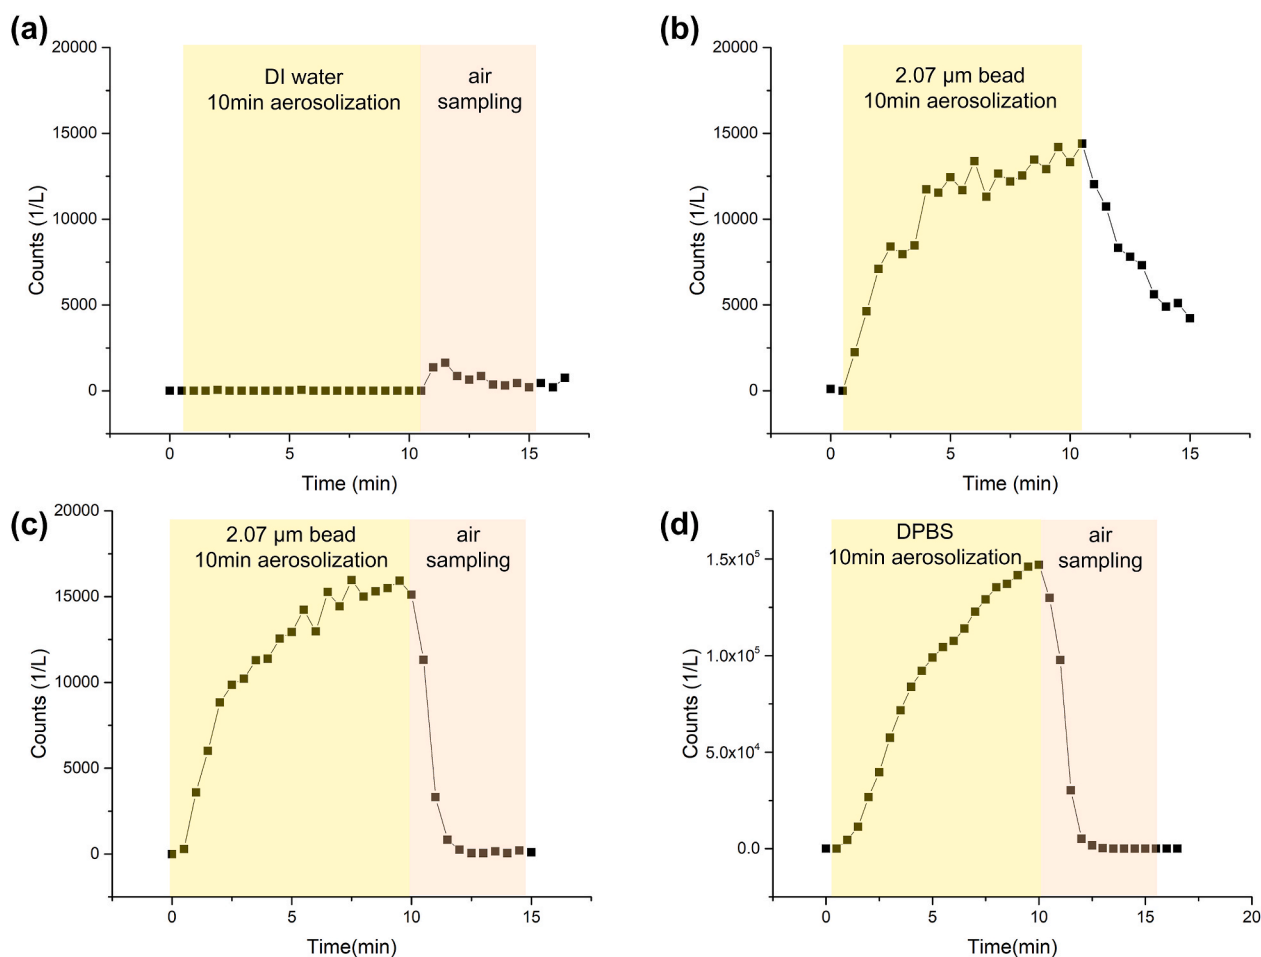 (a)
20000
15000
10000
5000
0
Counts (1/L)
DI water
10min aerosolization
air
sampling
0 5 10 15
Time (min)
(b)
20000
15000
10000
5000
0
Counts (1/L)
2.07 µm bead
10min aerosolization
0 5 10 15
Time (min)
(c)
20000
15000
10000
5000
0
Counts (1/L)
2.07 µm bead
10min aerosolization
air
sampling
0 5 10 15
Time(min)
(d)
1.5x10⁵
1.0x10⁵
5.0x10⁴
0.0
Counts (1/L)
DPBS
10min aerosolization
air
sampling
0 5 10 15 20
Time(min)